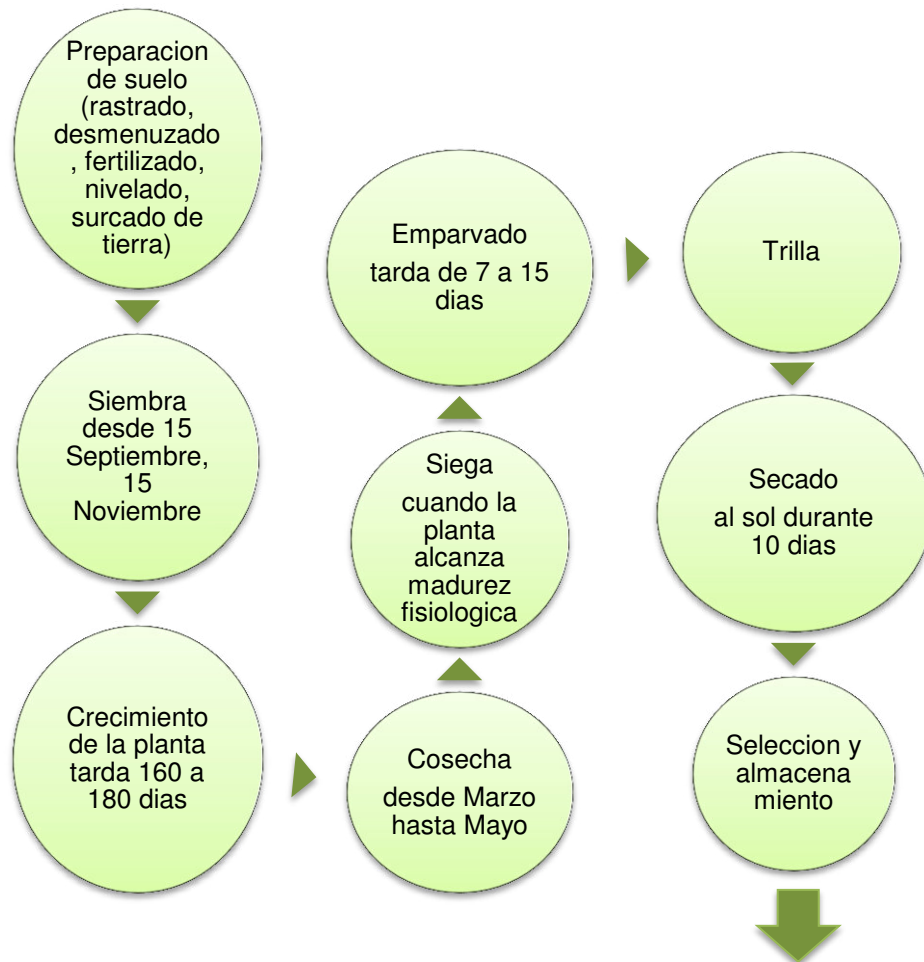 Preparacion
de suelo
(rastrado,
desmenuzado
, fertilizado,
nivelado,
surcado de
tierra)
Siembra
desde 15
Septiembre,
15
Noviembre
Crecimiento
de la planta
tarda 160 a
180 dias
Cosecha
desde Marzo
hasta Mayo
Siega
cuando la
planta
alcanza
madurez
fisiologica
Emparvado
tarda de 7 a 15
dias
Trilla
Secado
al sol durante
10 dias
Seleccion y
almacena
miento